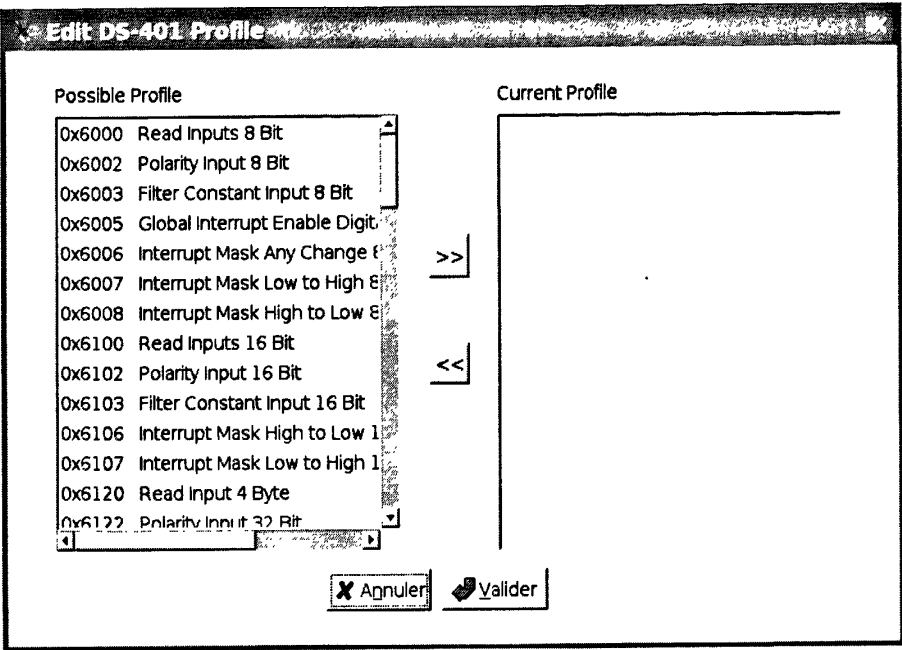 Edit DS-401 Profile
Possible Profile
Current Profile
0x6000 Read Inputs 8 Bit
0x6002 Polarity Input 8 Bit
0x6003 Filter Constant Input 8 Bit
0x6005 Global Interrupt Enable Digit
0x6006 Interrupt Mask Any Change
0x6007 Interrupt Mask Low to High 8
0x6008 Interrupt Mask High to Low 8
0x6100 Read Inputs 16 Bit
0x6102 Polarity Input 16 Bit
0x6103 Filter Constant Input 16 Bit
0x6106 Interrupt Mask High to Low 1
0x6107 Interrupt Mask Low to High 1
0x6120 Read Input 4 Byte
0x6122 Polarity Input 32 Bit
>>
<<
Annuler
Valider